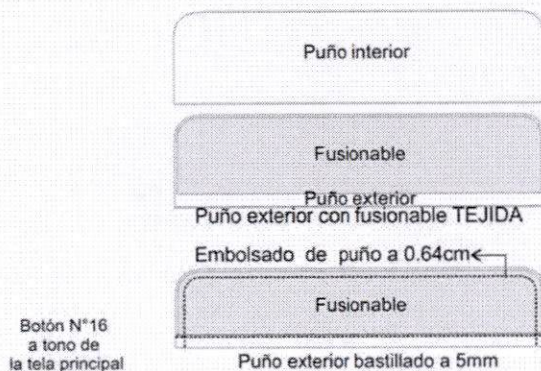 Puño interior
Fusionable
Puño exterior
Puño exterior con fusionable TEJIDA
Embolsado de puño a 0.64cm
Fusionable
Botón N°16
a tono de
la tela principal
Puño exterior bastillado a 5mm